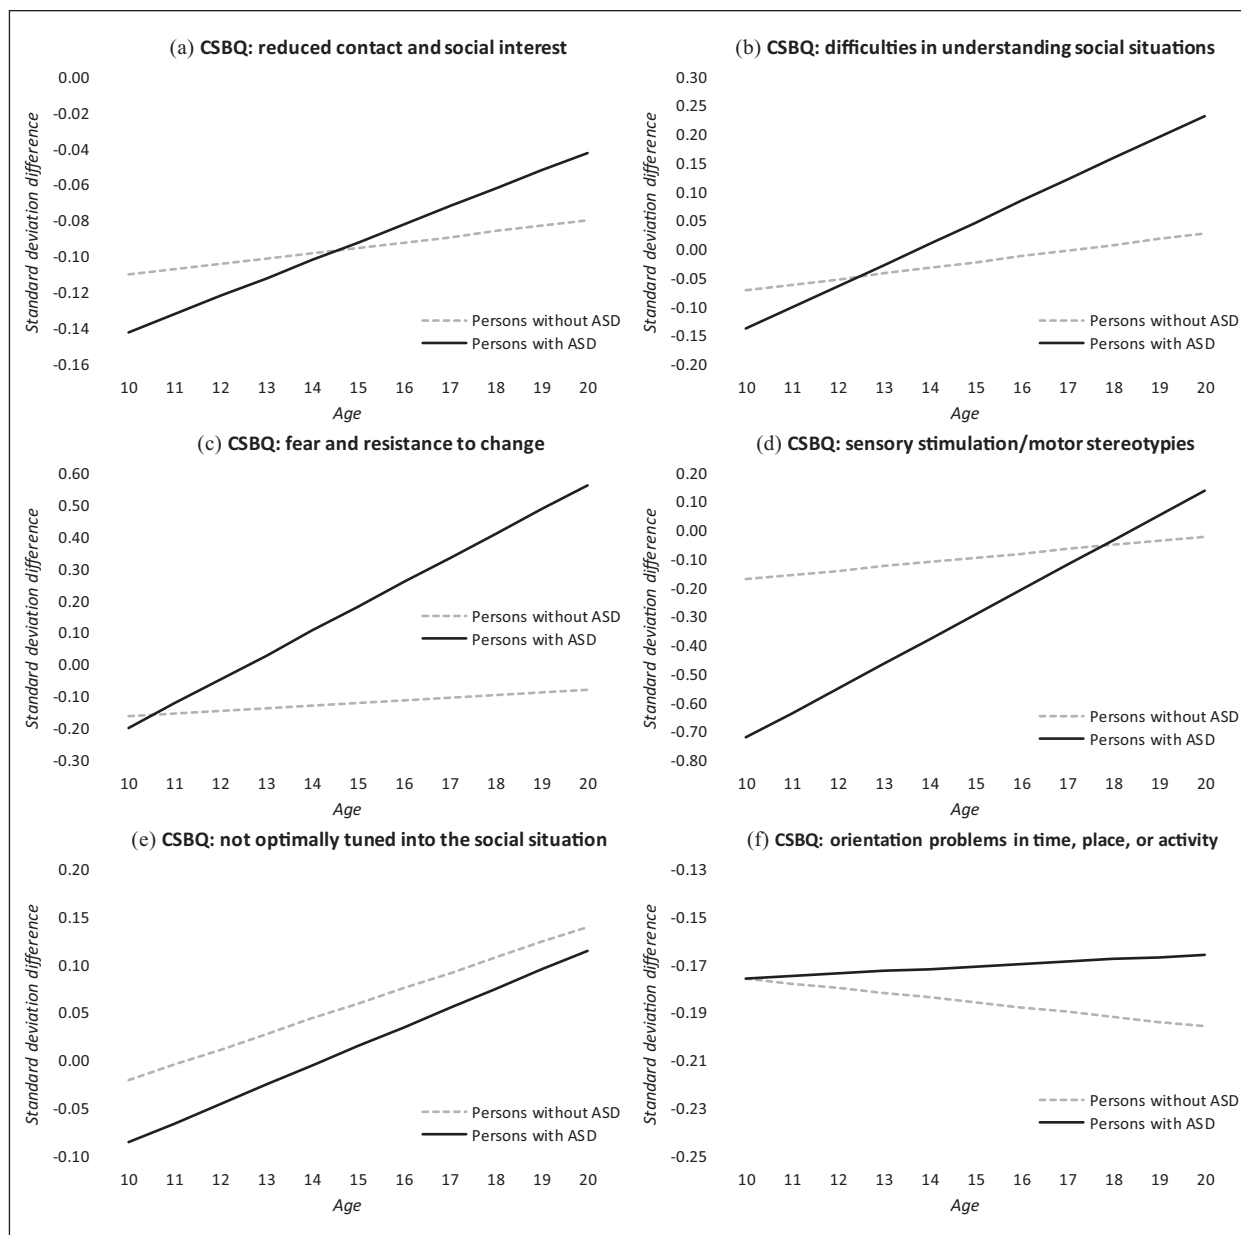 (a) CSBQ: reduced contact and social interest
Standard deviation difference
0.00
-0.02
-0.04
-0.06
-0.08
-0.10
-0.12
-0.14
-0.16
Persons without ASD
Persons with ASD
10 11 12 13 14 15 16 17 18 19 20
Age
(b) CSBQ: difficulties in understanding social situations
Standard deviation difference
0.30
0.25
0.20
0.15
0.10
0.05
0.00
-0.05
-0.10
-0.15
-0.20
Persons without ASD
Persons with ASD
10 11 12 13 14 15 16 17 18 19 20
Age
(c) CSBQ: fear and resistance to change
Standard deviation difference
0.60
0.50
0.40
0.30
0.20
0.10
0.00
-0.10
-0.20
-0.30
Persons without ASD
Persons with ASD
10 11 12 13 14 15 16 17 18 19 20
Age
(d) CSBQ: sensory stimulation/motor stereotypies
Standard deviation difference
0.20
0.10
0.00
-0.10
-0.20
-0.30
-0.40
-0.50
-0.60
-0.70
-0.80
Persons without ASD
Persons with ASD
10 11 12 13 14 15 16 17 18 19 20
Age
(e) CSBQ: not optimally tuned into the social situation
Standard deviation difference
0.20
0.15
0.10
0.05
0.00
-0.05
-0.10
Persons without ASD
Persons with ASD
10 11 12 13 14 15 16 17 18 19 20
Age
(f) CSBQ: orientation problems in time, place, or activity
Standard deviation difference
-0.13
-0.15
-0.17
-0.19
-0.21
-0.23
-0.25
Persons without ASD
Persons with ASD
10 11 12 13 14 15 16 17 18 19 20
Age